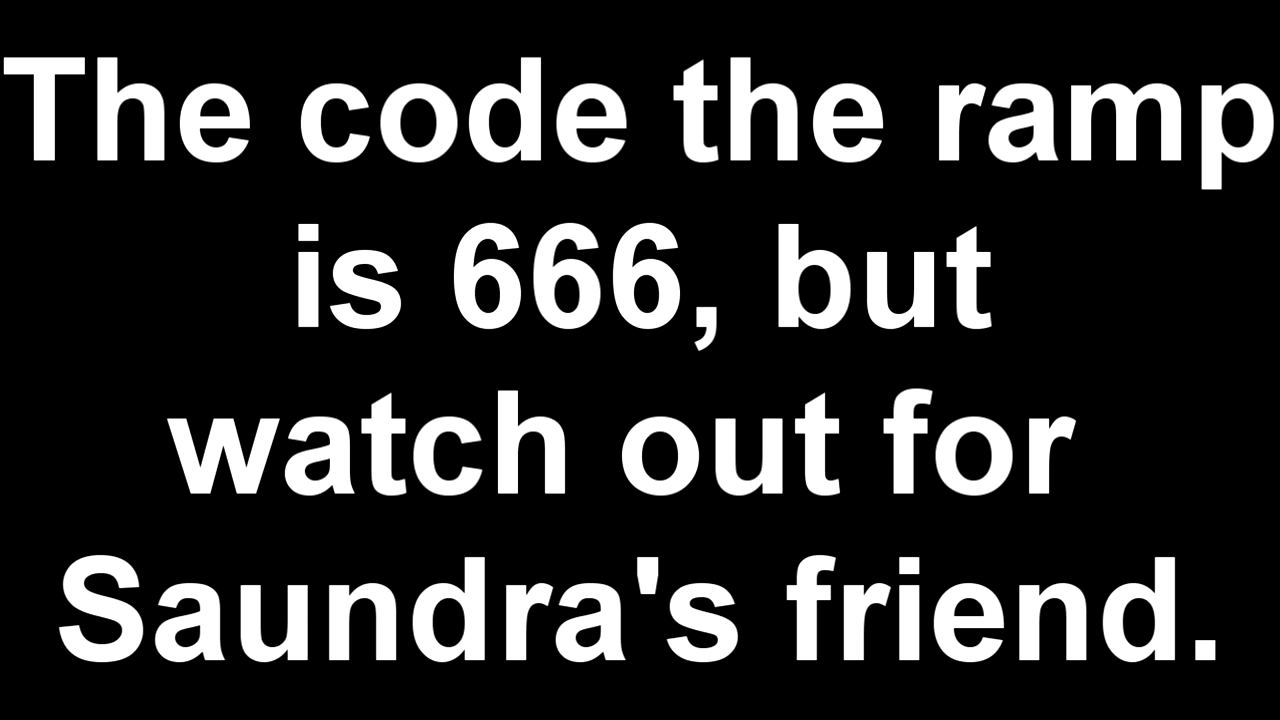 The code the ramp
is 666, but
watch out for
Saundra's friend.